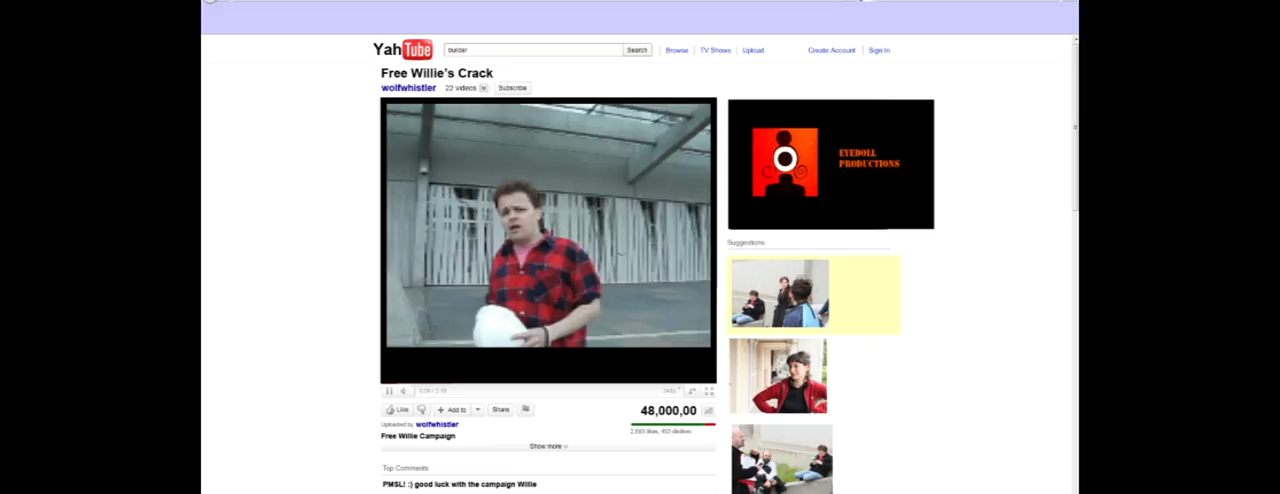 YahTube
builder
Search
Browse
TV Shows
Upload
Create Account
Sign In
Free Willie's Crack
wolfwhistler
22 videos
Subscribe
EYEDOLL
PRODUCTIONS
Suggestions
Like
Add to
Share
48,000,00
Uploaded by wolfwhistler
Free Willie Campaign
Show more
Top Comments
PMSL! :) good luck with the campaign Willie